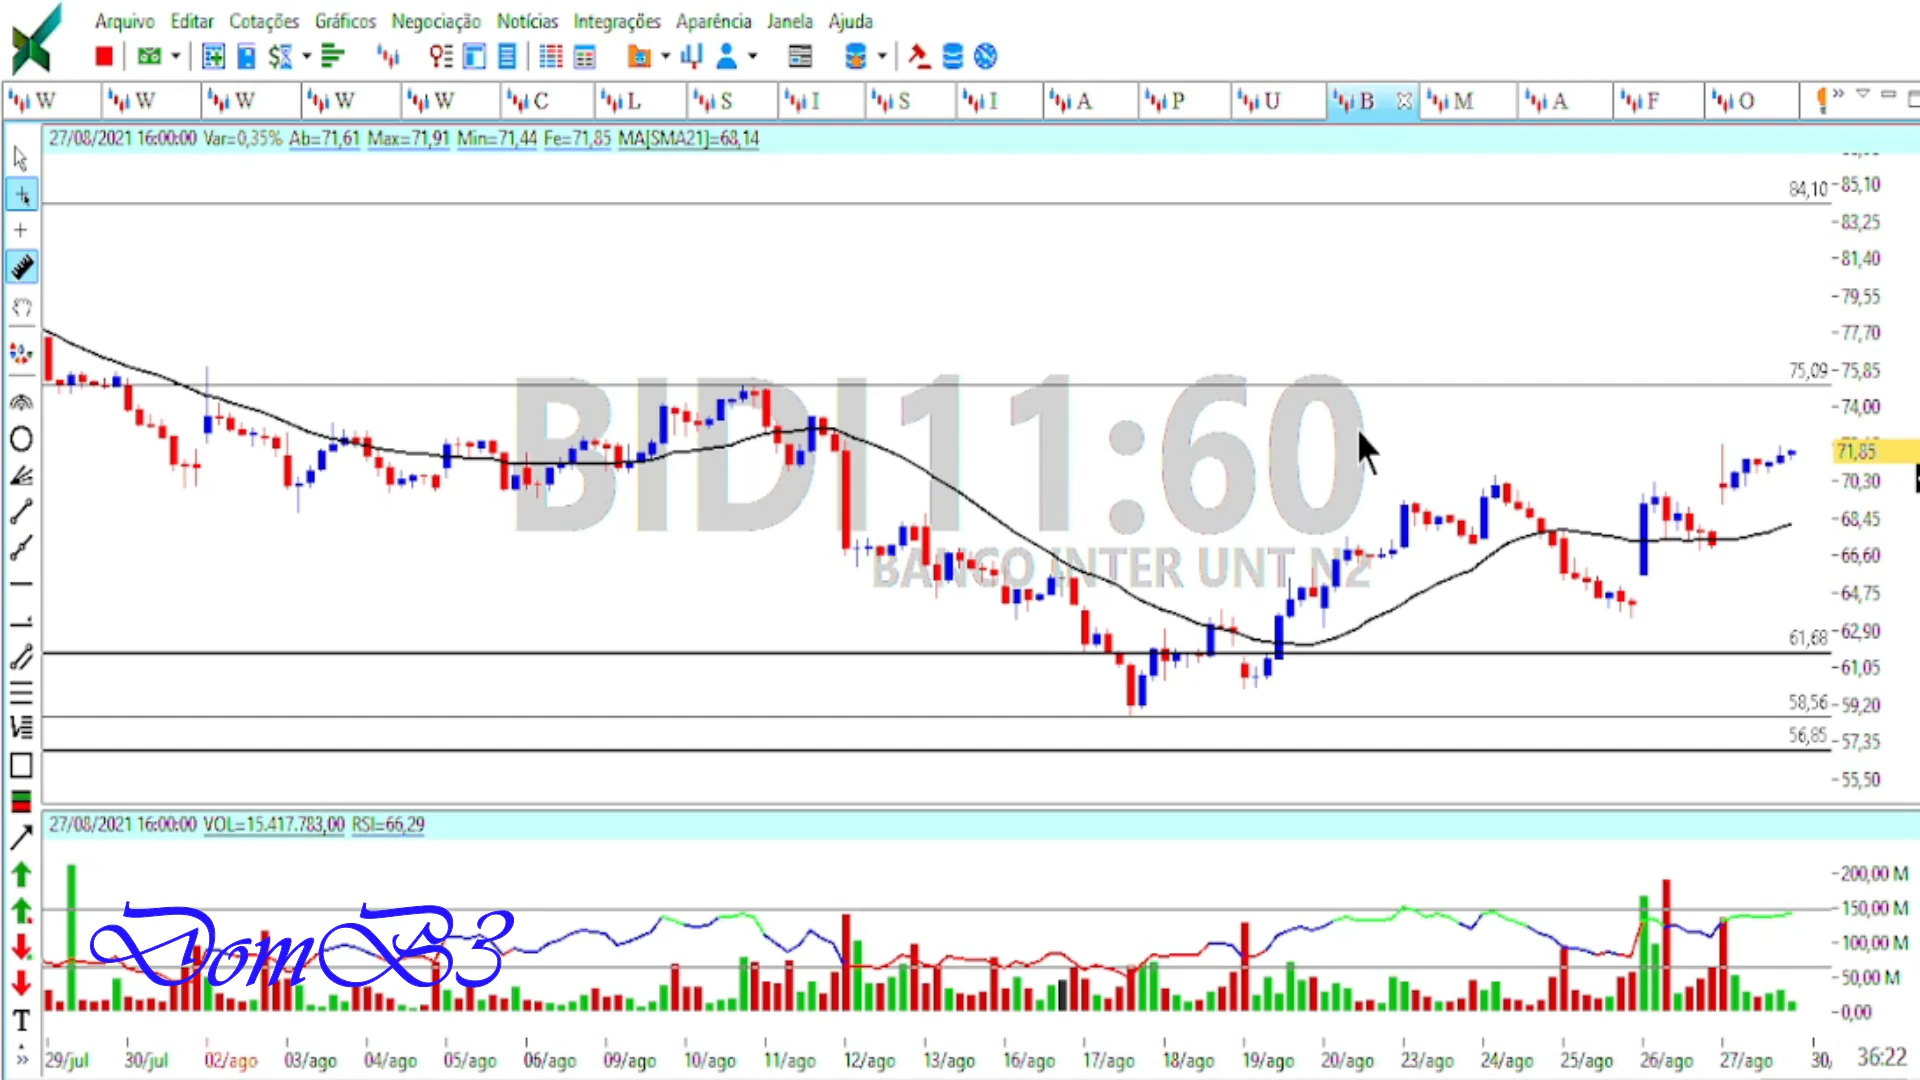 Arquivo Editar Cotações Gráficos Negociação Notícias Integrações Aparência Janela Ajuda
W W W W W C L S I S I A P U B M A F O
27/08/2021 16:00:00 Var=0,35% Ab=71,61 Max=71,91 Min=71,44 Fe=71,85 MA[SMA21]=68,14
84,10
85,10
83,25
81,40
79,55
77,70
75,09
75,85
74,00
BIDI11:60
71,85
70,30
68,45
BANCO INTER UNT N2
66,60
64,75
62,90
61,68
61,05
58,56
59,20
56,85
57,35
55,50
27/08/2021 16:00:00 VOL=15.417.783,00 RSI=66,29
200,00 M
150,00 M
DomB3
100,00 M
50,00 M
0,00
T
29/jul 30/jul 02/ago 03/ago 04/ago 05/ago 06/ago 09/ago 10/ago 11/ago 12/ago 13/ago 16/ago 17/ago 18/ago 19/ago 20/ago 23/ago 24/ago 25/ago 26/ago 27/ago 30, 36:22